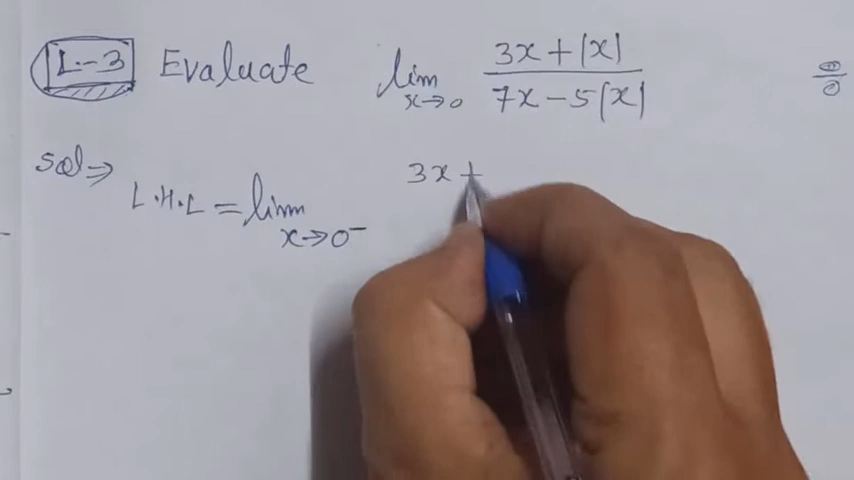 L-3 Evaluate lim x→0 (3x+|x|)/(7x-5|x|) 0/0
Sol⇒
L.H.L = lim x→0⁻ 3x+